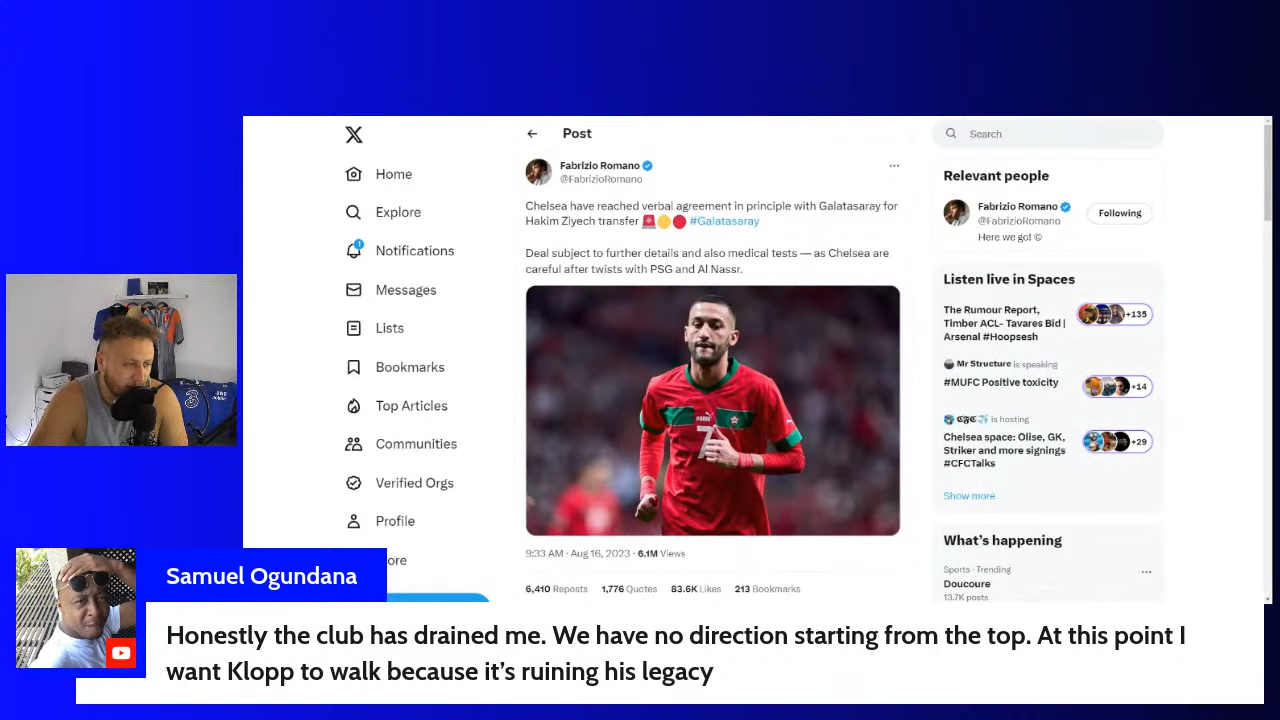 Home
Explore
1
Notifications
Messages
Lists
Bookmarks
Top Articles
Communities
Verified Orgs
Profile
ore
Post
Fabrizio Romano
@FabrizioRomano
Chelsea have reached verbal agreement in principle with Galatasaray for
Hakim Ziyech transfer 🚨🟡🔴 #Galatasaray
Deal subject to further details and also medical tests — as Chelsea are
careful after twists with PSG and Al Nassr.
7
9:33 AM · Aug 16, 2023 · 6.1M Views
6,410 Reposts 1,776 Quotes 83.6K Likes 213 Bookmarks
Search
Relevant people
Fabrizio Romano
@FabrizioRomano
Following
Here we go! ©
Listen live in Spaces
The Rumour Report,
Timber ACL- Tavares Bid |
Arsenal #Hoopsesh
+135
Mr Structure is speaking
#MUFC Positive toxicity
+14
is hosting
Chelsea space: Olise, GK,
Striker and more signings
#CFCTalks
+29
Show more
What's happening
Sports · Trending
Doucoure
13.7K posts
3
Samuel Ogundana
Honestly the club has drained me. We have no direction starting from the top. At this point I
want Klopp to walk because it's ruining his legacy